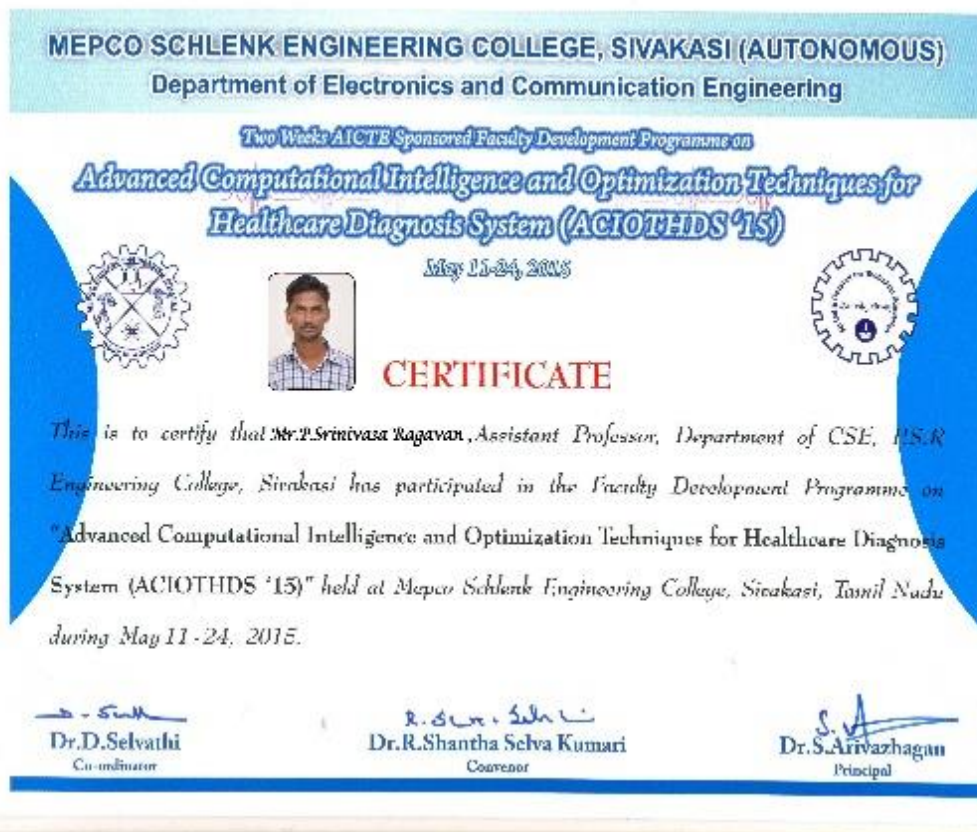 MEPCO SCHLENK ENGINEERING COLLEGE, SIVAKASI (AUTONOMOUS)
Department of Electronics and Communication Engineering
Two Weeks AICTE Sponsored Faculty Development Programme on
Advanced Computational Intelligence and Optimization Techniques for
Healthcare Diagnosis System (ACIOTHDS '15)
May 11-24, 2015
CERTIFICATE
This is to certify that Mr.P.Srinivasa Ragavan, Assistant Professor, Department of CSE, P.S.R
Engineering College, Sivakasi has participated in the Faculty Development Programme on
"Advanced Computational Intelligence and Optimization Techniques for Healthcare Diagnosis
System (ACIOTHDS '15)" held at Mepco Schlenk Engineering College, Sivakasi, Tamil Nadu
during May 11-24, 2015.
Dr.D.Selvathi
Co-ordinator
Dr.R.Shantha Selva Kumari
Convenor
Dr.S.Arivazhagan
Principal